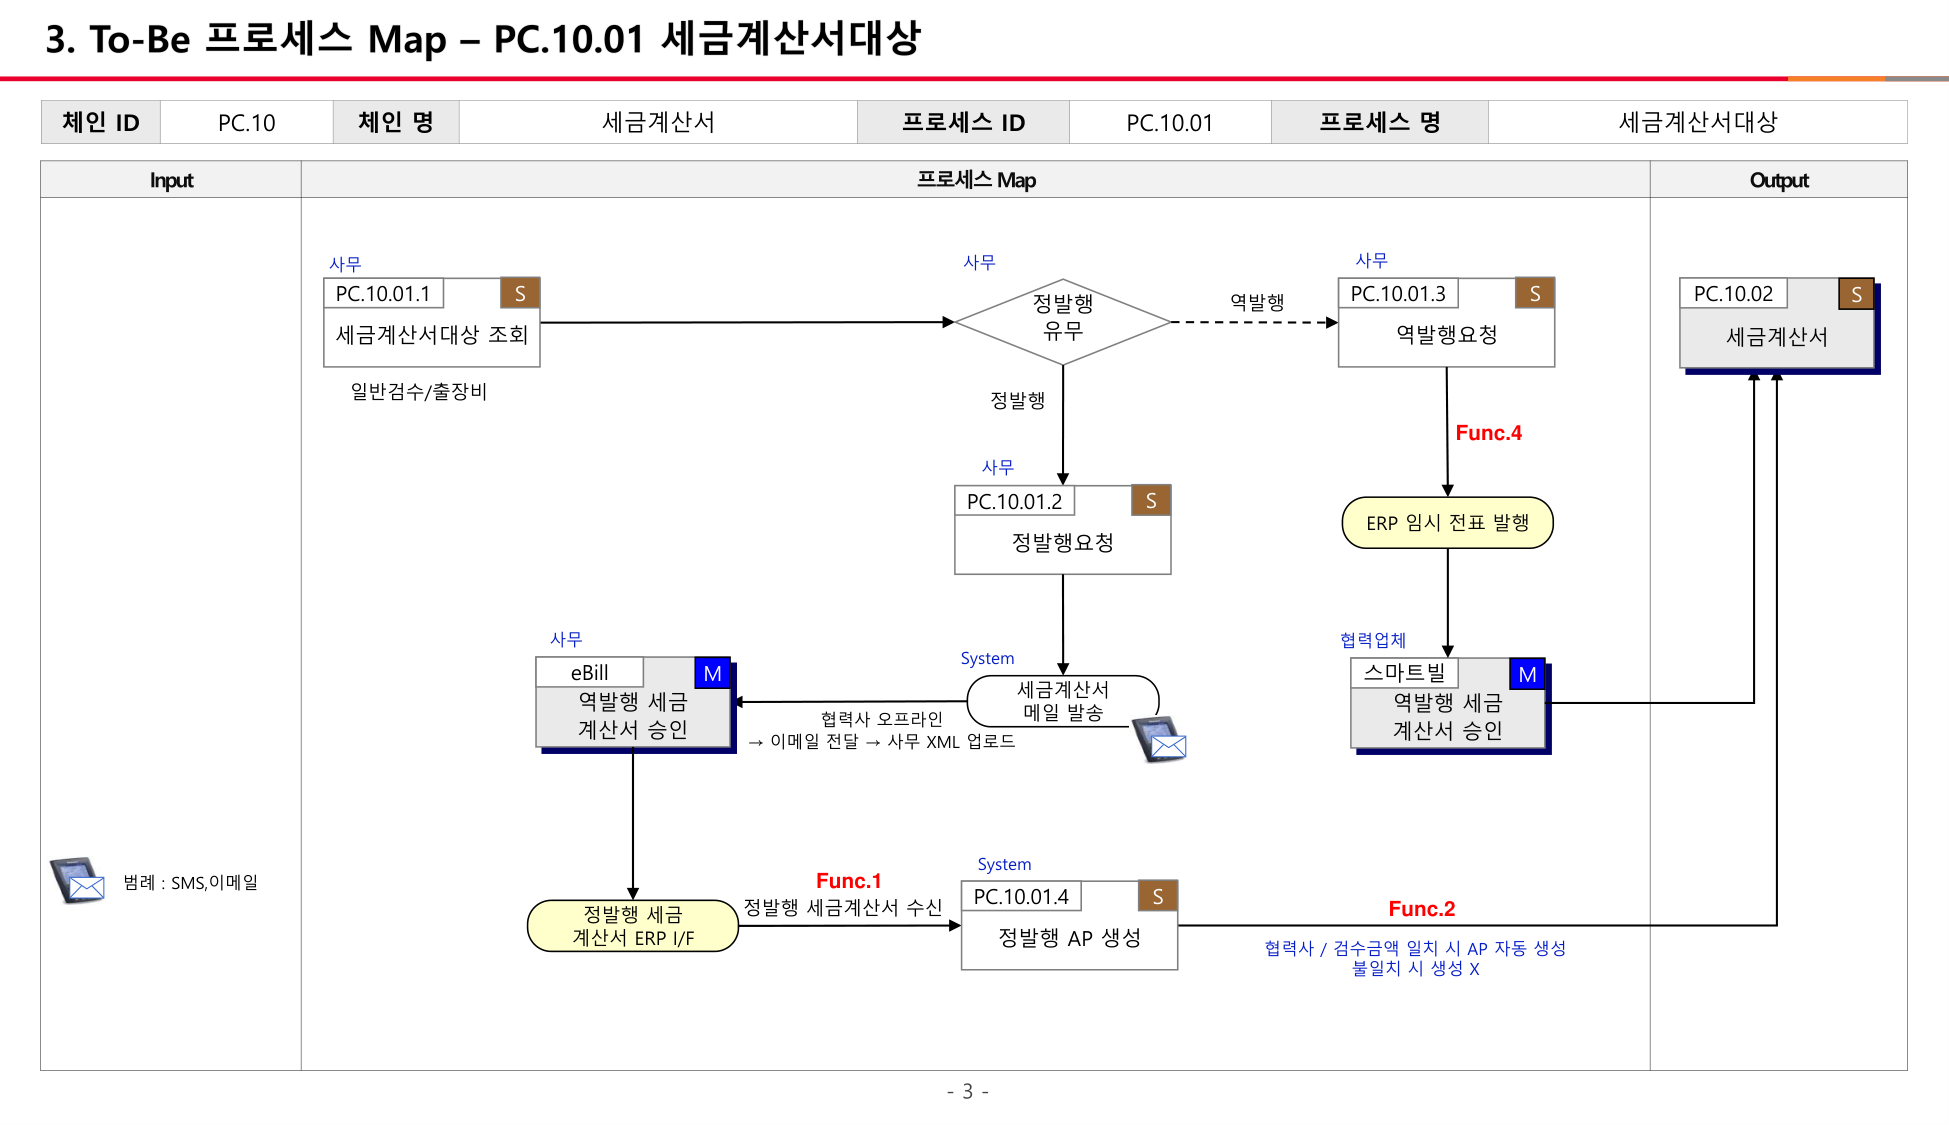 3. To-Be 프로세스 Map – PC.10.01 세금계산서대상
체인 ID PC.10 체인 명 세금계산서 프로세스 ID PC.10.01 프로세스 명 세금계산서대상
Input 프로세스 Map Output
사무
PC.10.01.1 S
세금계산서대상 조회
일반검수/출장비
사무
정발행
유무
역발행
정발행
사무
PC.10.01.3 S
역발행요청
PC.10.02 S
세금계산서
Func.4
사무
PC.10.01.2 S
정발행요청
ERP 임시 전표 발행
사무
eBill M
역발행 세금
계산서 승인
System
세금계산서
메일 발송
협력사 오프라인
→ 이메일 전달 → 사무 XML 업로드
협력업체
스마트빌 M
역발행 세금
계산서 승인
범례 : SMS,이메일
정발행 세금
계산서 ERP I/F
Func.1
정발행 세금계산서 수신
System
PC.10.01.4 S
정발행 AP 생성
Func.2
협력사 / 검수금액 일치 시 AP 자동 생성
불일치 시 생성 X
- 3 -